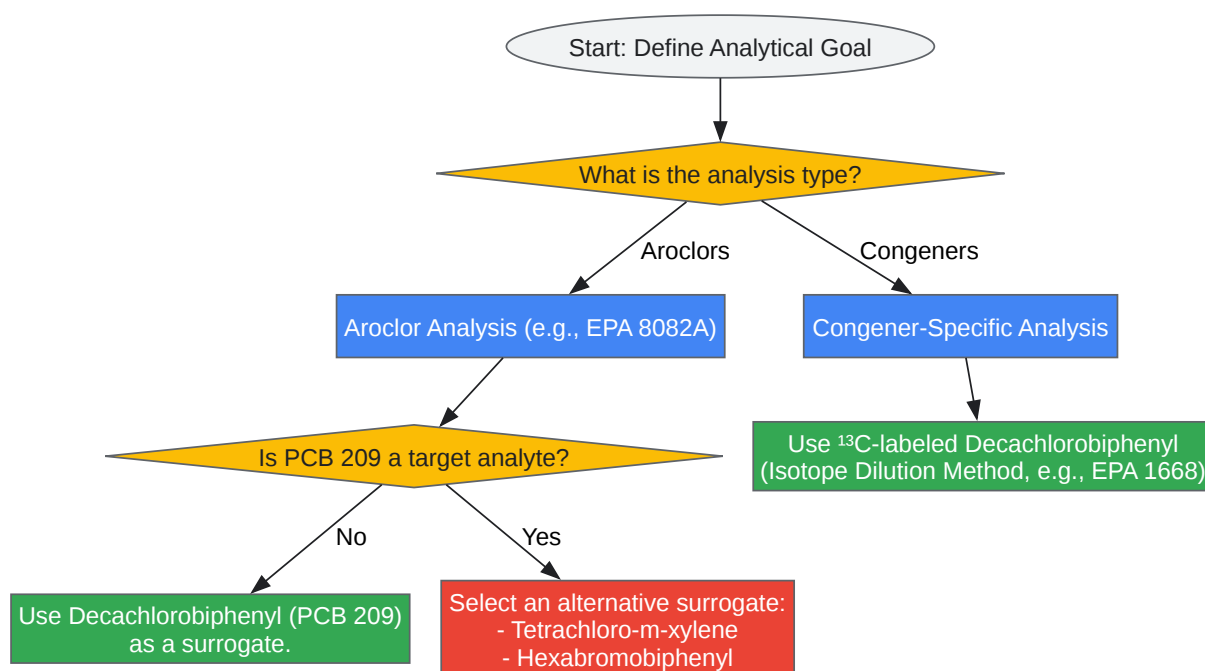 Start: Define Analytical Goal
What is the analysis type?
Aroclors
Congeners
Aroclor Analysis (e.g., EPA 8082A)
Congener-Specific Analysis
Is PCB 209 a target analyte?
Use ¹³C-labeled Decachlorobiphenyl
(Isotope Dilution Method, e.g., EPA 1668)
No
Yes
Use Decachlorobiphenyl (PCB 209)
as a surrogate.
Select an alternative surrogate:
- Tetrachloro-m-xylene
- Hexabromobiphenyl